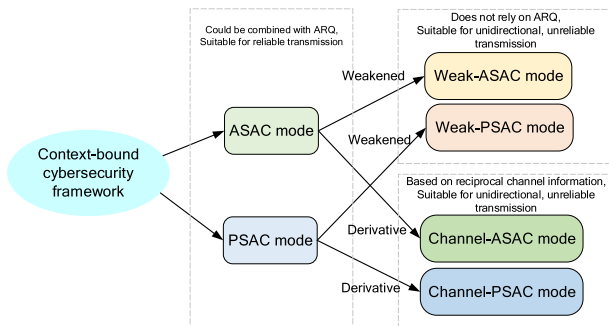 Could be combined with ARQ,
Suitable for reliable transmission
Does not rely on ARQ,
Suitable for unidirectional, unreliable
transmission
Context-bound
cybersecurity
framework
ASAC mode
PSAC mode
Weakened
Weak-ASAC mode
Weakened
Weak-PSAC mode
Based on reciprocal channel information,
Suitable for unidirectional, unreliable
transmission
Derivative
Channel-ASAC mode
Derivative
Channel-PSAC mode